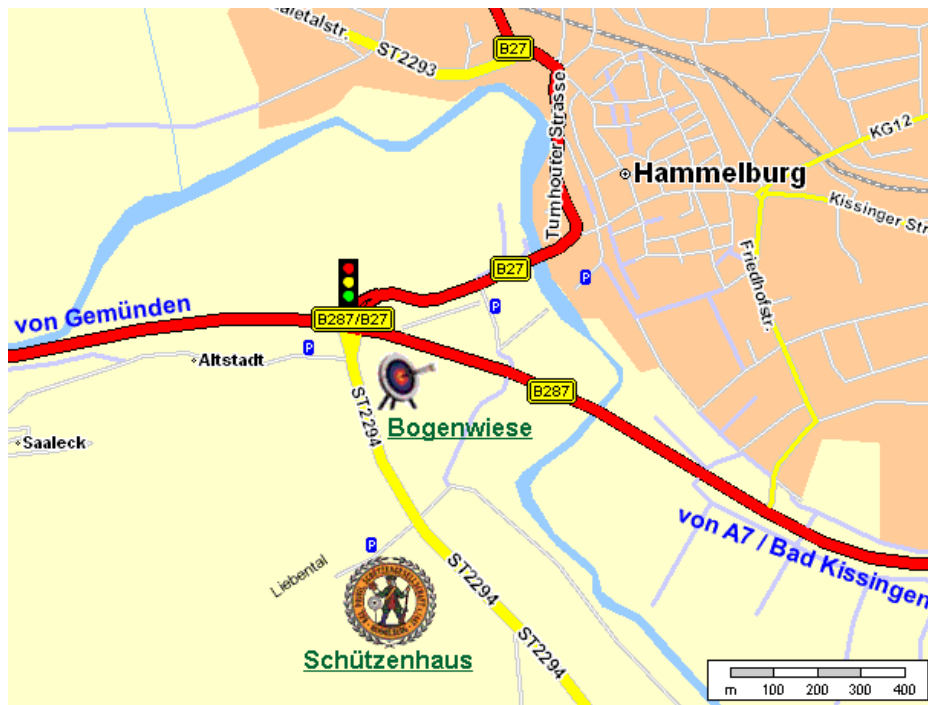 aletalstr.
ST2293
B27
Turnhouter Strasse
KG12
Hammelburg
Kissinger Str
Friedhofstr.
B27
P
P
von Gemünden
B287/B27
P
Altstadt
ST2294
B287
Bogenwiese
Saaleck
von A7 / Bad Kissingen
P
Liebental
ST2294
Schützenhaus
ST2294
m 100 200 300 400